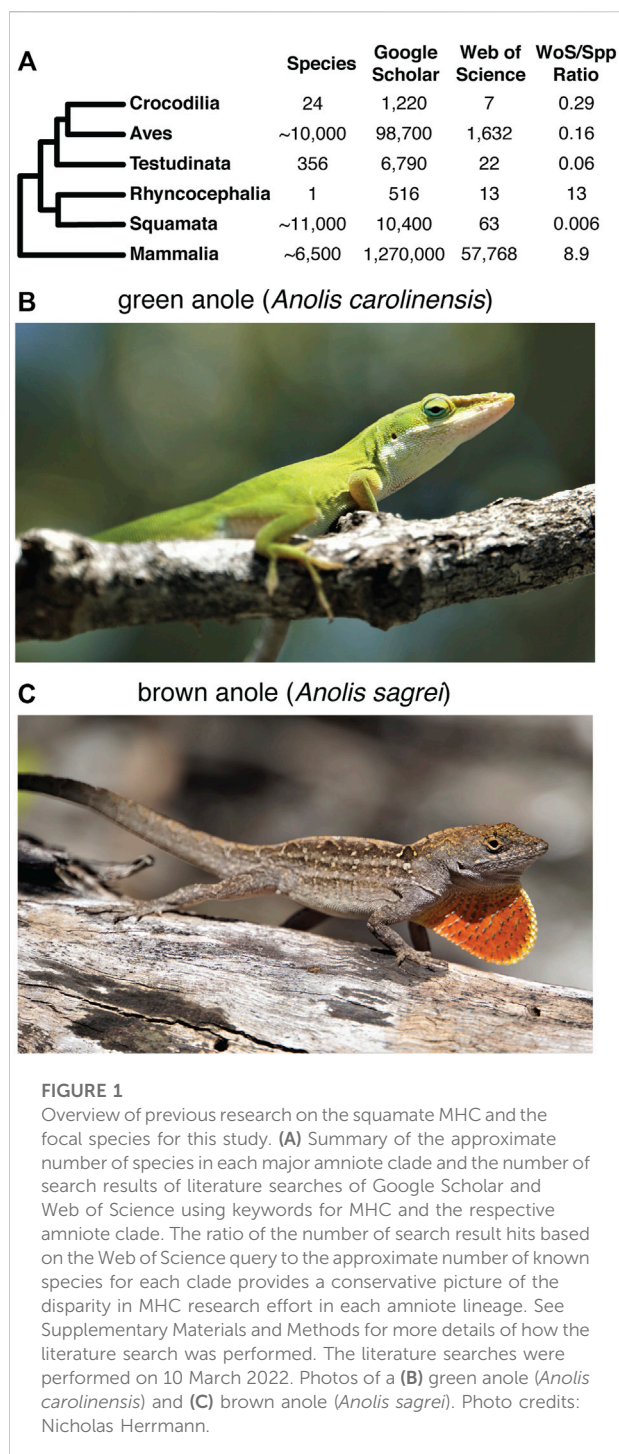 A
Species Google Scholar Web of Science WoS/Spp Ratio
Crocodilia 24 1,220 7 0.29
Aves ~10,000 98,700 1,632 0.16
Testudinata 356 6,790 22 0.06
Rhyncocephalia 1 516 13 13
Squamata ~11,000 10,400 63 0.006
Mammalia ~6,500 1,270,000 57,768 8.9
B green anole (Anolis carolinensis)
C brown anole (Anolis sagrei)
FIGURE 1
Overview of previous research on the squamate MHC and the
focal species for this study. (A) Summary of the approximate
number of species in each major amniote clade and the number of
search results of literature searches of Google Scholar and
Web of Science using keywords for MHC and the respective
amniote clade. The ratio of the number of search result hits based
on the Web of Science query to the approximate number of known
species for each clade provides a conservative picture of the
disparity in MHC research effort in each amniote lineage. See
Supplementary Materials and Methods for more details of how the
literature search was performed. The literature searches were
performed on 10 March 2022. Photos of a (B) green anole (Anolis
carolinensis) and (C) brown anole (Anolis sagrei). Photo credits:
Nicholas Herrmann.